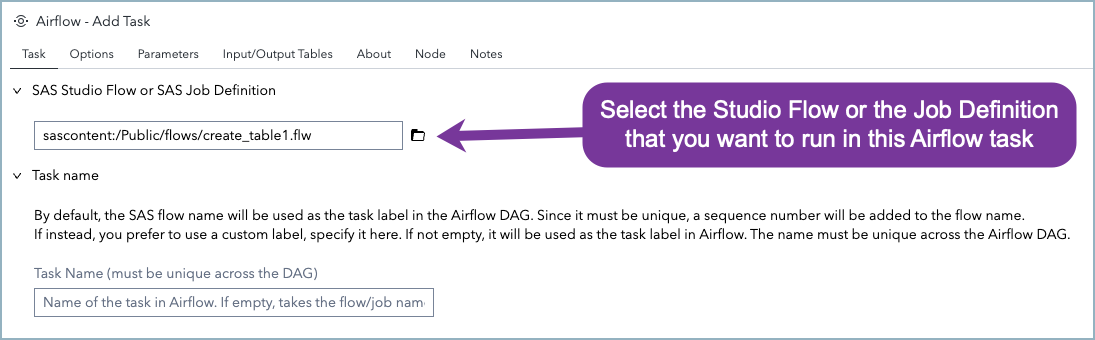 Airflow - Add Task
Task Options Parameters Input/Output Tables About Node Notes
SAS Studio Flow or SAS Job Definition
sascontent:/Public/flows/create_table1.flw
Select the Studio Flow or the Job Definition
that you want to run in this Airflow task
Task name
By default, the SAS flow name will be used as the task label in the Airflow DAG. Since it must be unique, a sequence number will be added to the flow name.
If instead, you prefer to use a custom label, specify it here. If not empty, it will be used as the task label in Airflow. The name must be unique across the Airflow DAG.
Task Name (must be unique across the DAG)
Name of the task in Airflow. If empty, takes the flow/job nam